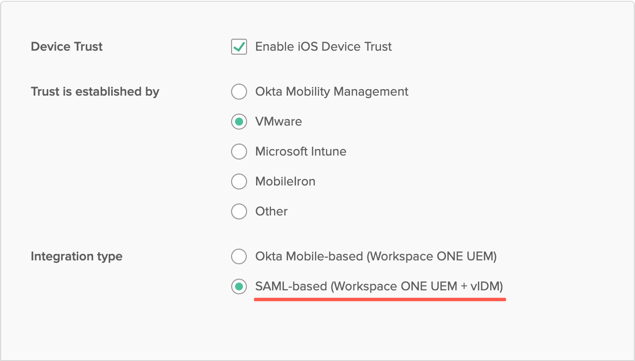 Device Trust Enable iOS Device Trust
Trust is established by Okta Mobility Management
VMware
Microsoft Intune
MobileIron
Other
Integration type Okta Mobile-based (Workspace ONE UEM)
SAML-based (Workspace ONE UEM + vIDM)